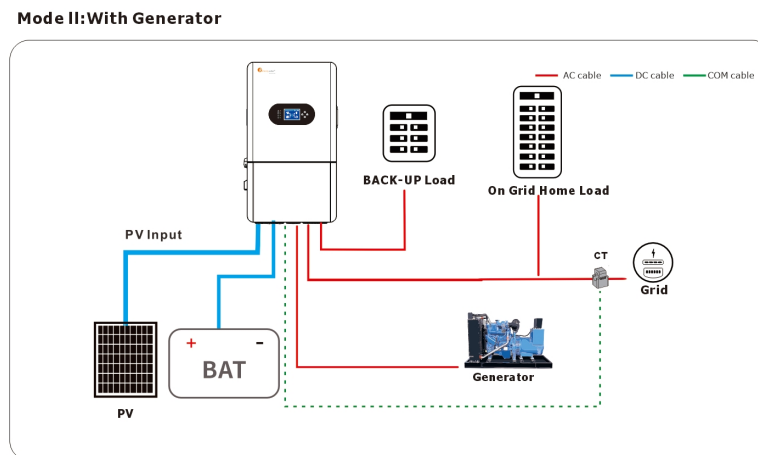 Mode II:With Generator
AC cable
DC cable
COM cable
BACK-UP Load
On Grid Home Load
PV Input
CT
Grid
+ -
BAT
Generator
PV